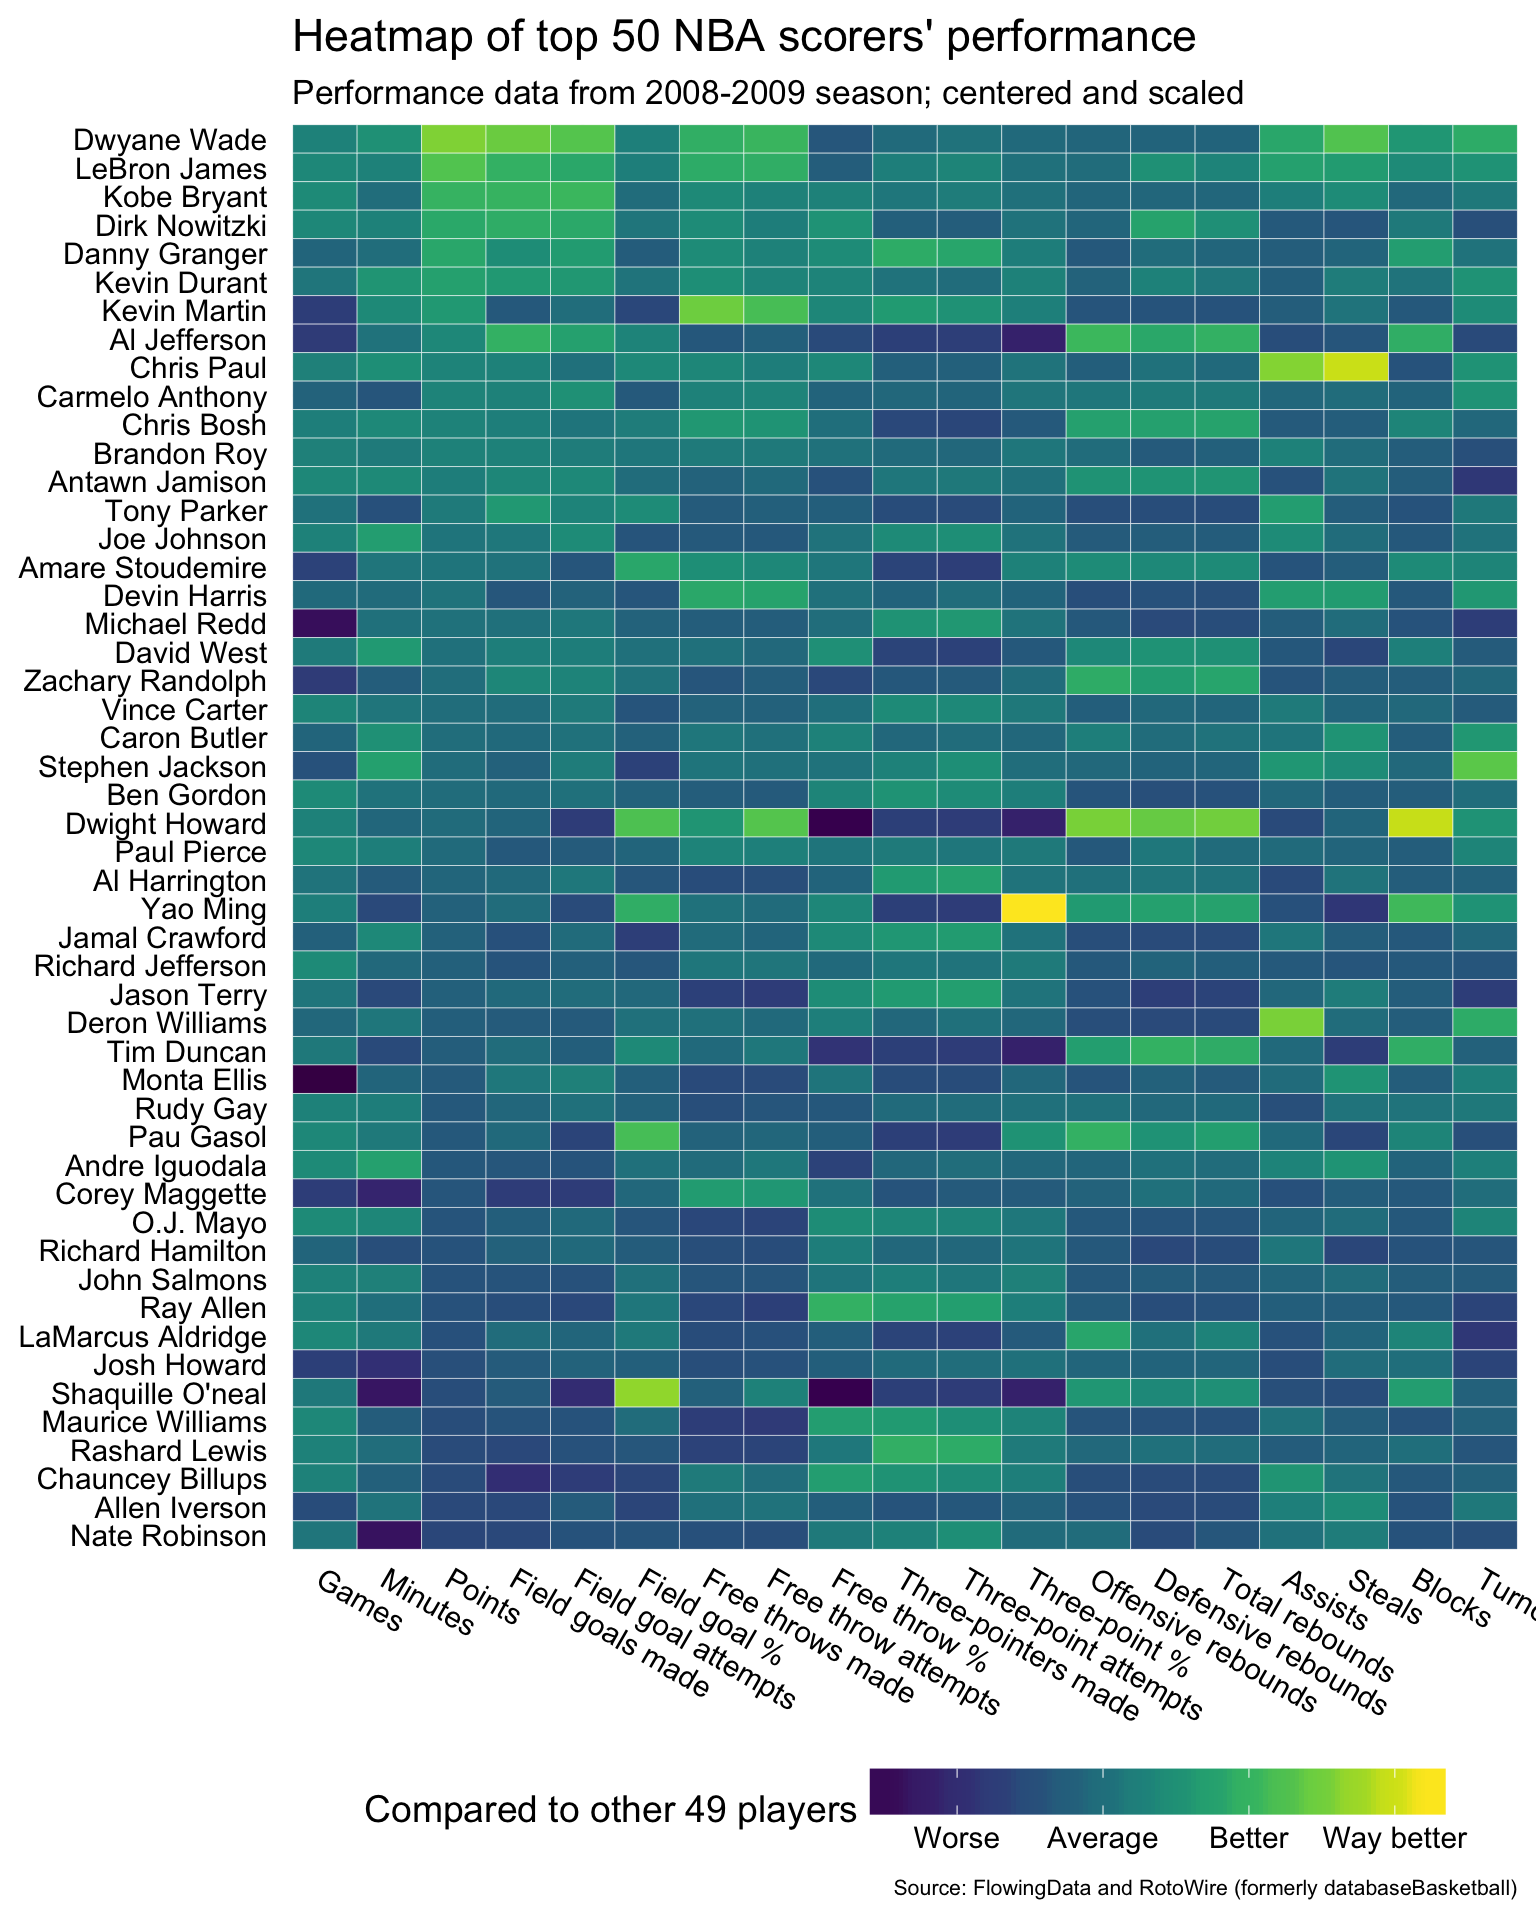 Heatmap of top 50 NBA scorers' performance
Performance data from 2008-2009 season; centered and scaled
Dwyane Wade
LeBron James
Kobe Bryant
Dirk Nowitzki
Danny Granger
Kevin Durant
Kevin Martin
Al Jefferson
Chris Paul
Carmelo Anthony
Chris Bosh
Brandon Roy
Antawn Jamison
Tony Parker
Joe Johnson
Amare Stoudemire
Devin Harris
Michael Redd
David West
Zachary Randolph
Vince Carter
Caron Butler
Stephen Jackson
Ben Gordon
Dwight Howard
Paul Pierce
Al Harrington
Yao Ming
Jamal Crawford
Richard Jefferson
Jason Terry
Deron Williams
Tim Duncan
Monta Ellis
Rudy Gay
Pau Gasol
Andre Iguodala
Corey Maggette
O.J. Mayo
Richard Hamilton
John Salmons
Ray Allen
LaMarcus Aldridge
Josh Howard
Shaquille O'neal
Maurice Williams
Rashard Lewis
Chauncey Billups
Allen Iverson
Nate Robinson
Games
Minutes
Points
Field goals made
Field goal attempts
Field goal %
Free throws made
Free throw attempts
Free throw %
Three-pointers made
Three-point attempts
Three-point %
Offensive rebounds
Defensive rebounds
Total rebounds
Assists
Steals
Blocks
Compared to other 49 players
Worse Average Better Way better
Source: FlowingData and RotoWire (formerly databaseBasketball)